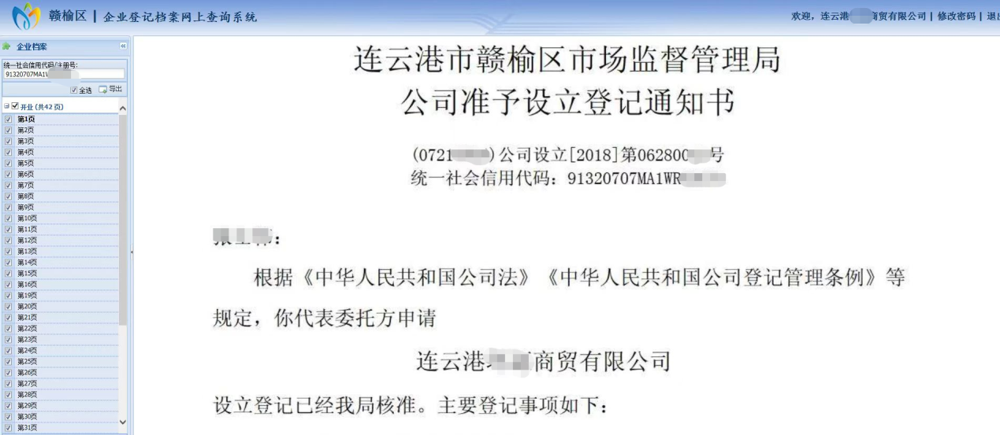 赣榆区 | 企业登记档案网上查询系统
欢迎，连云港 商贸有限公司 | 修改密码 | 退
企业档案
统一社会信用代码/注册号:
91320707MA1W
全选 导出
开业 (共42页)
第1页
第2页
第3页
第4页
第5页
第6页
第7页
第8页
第9页
第10页
第11页
第12页
第13页
第14页
第15页
第16页
第19页
第20页
第21页
第22页
第23页
第24页
第25页
第26页
第27页
第28页
第29页
第30页
第31页
连云港市赣榆区市场监督管理局
公司准予设立登记通知书
(0721 )公司设立[2018]第062800 号
统一社会信用代码: 91320707MA1WR
：
根据《中华人民共和国公司法》《中华人民共和国公司登记管理条例》等
规定，你代表委托方申请
连云港 商贸有限公司
设立登记已经我局核准。主要登记事项如下：